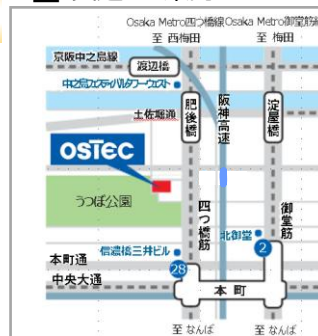 Osaka Metro四つ橋線 Osaka Metro御堂筋線
至 西梅田 至 梅田
京阪中之島線
渡辺橋
中之島フェスティバルタワー・ウエスト
土佐堀通
肥後橋
阪神高速
淀屋橋
OSTEC
うつぼ公園
四つ橋筋
御堂筋
北御堂
2
信濃橋三井ビル
本町通
28
中央大通
本町
至 なんば 至 なんば